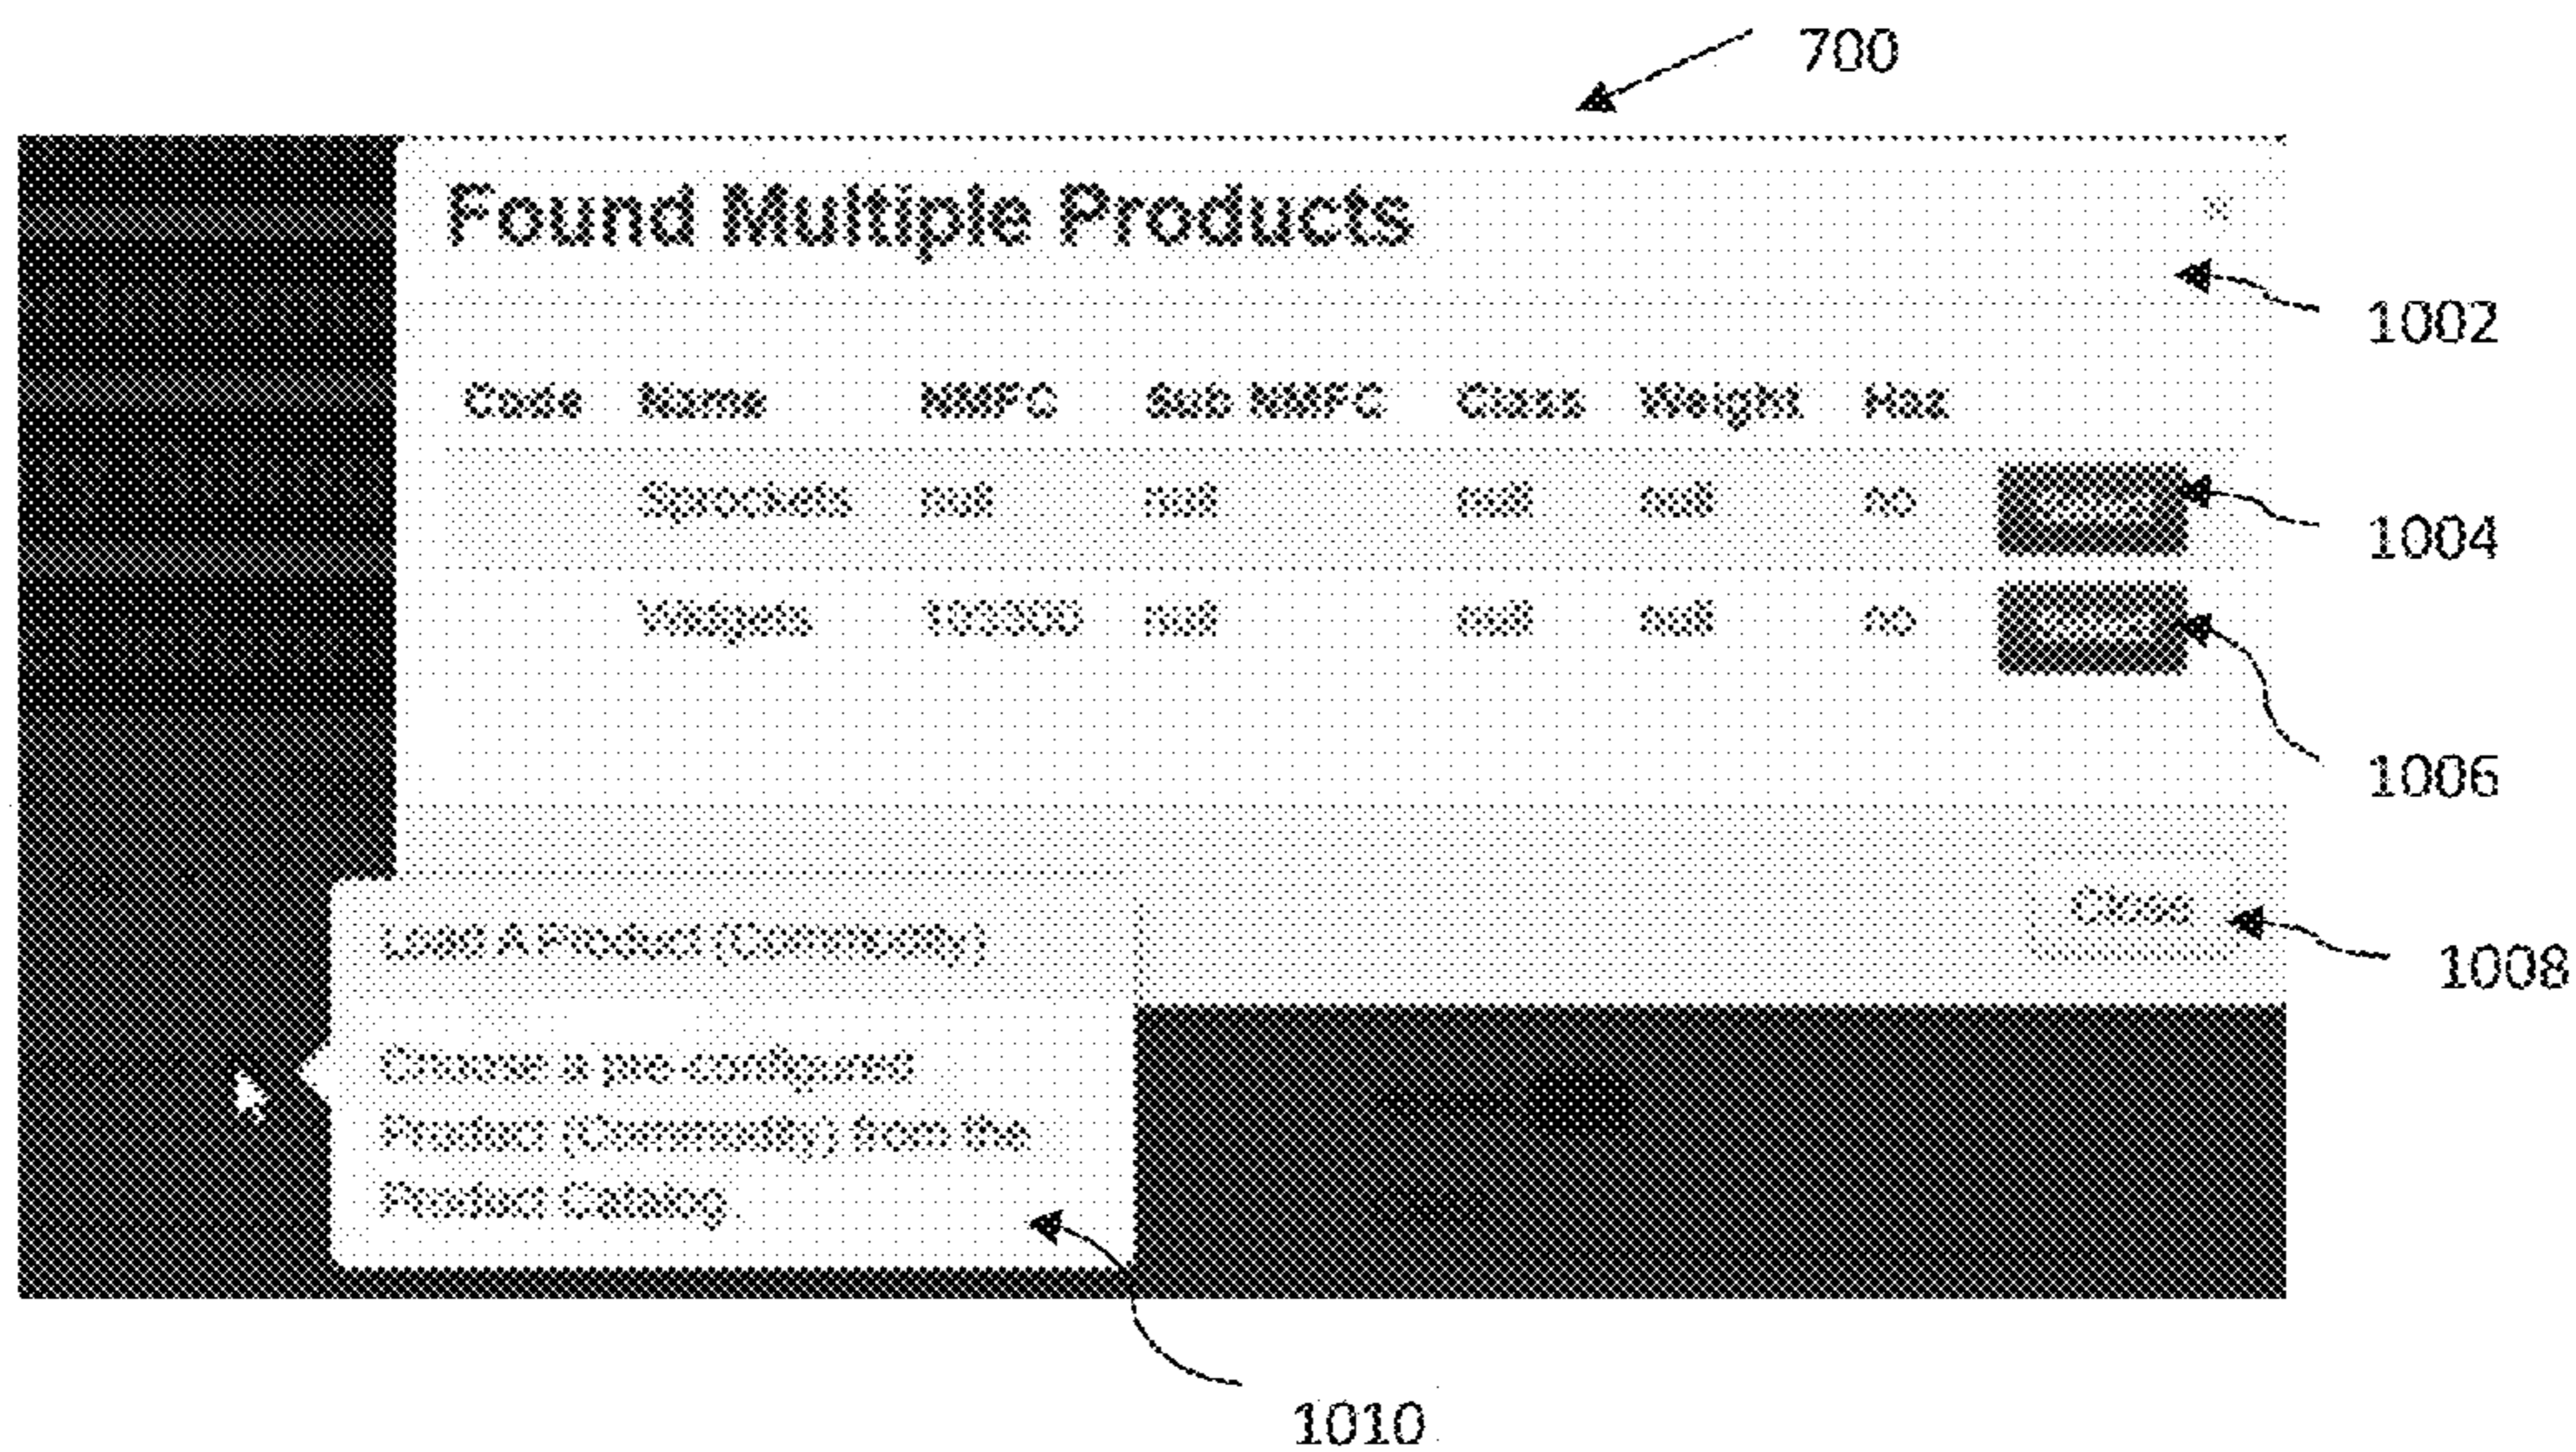 700
Found Multiple Products ×
1002
Code Name NMFC Sub NMFC Class Weight Haz
Sprockets null null null null no
1004
Widgets null null null no
1006
Close
1008
Load A Product (Commodity)
Choose a pre-configured
Product (Commodity) from the
Product Catalog.
1010